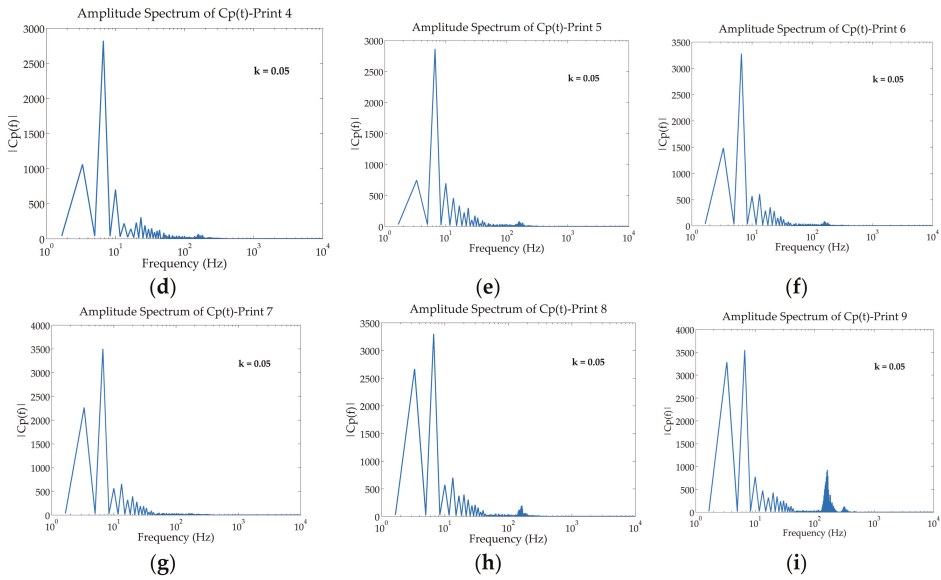 Amplitude Spectrum of Cp(t)-Print 4
3000
2500
2000
1500
1000
500
0
|Cp(f)|
k = 0.05
10^0
10^1
10^2
10^3
10^4
Frequency (Hz)
(d)
Amplitude Spectrum of Cp(t)-Print 5
3000
2500
2000
1500
1000
500
0
|Cp(f)|
k = 0.05
10^0
10^1
10^2
10^3
10^4
Frequency (Hz)
(e)
Amplitude Spectrum of Cp(t)-Print 6
3500
3000
2500
2000
1500
1000
500
0
|Cp(f)|
k = 0.05
10^0
10^1
10^2
10^3
10^4
Frequency (Hz)
(f)
Amplitude Spectrum of Cp(t)-Print 7
4000
3500
3000
2500
2000
1500
1000
500
0
|Cp(f)|
k = 0.05
10^0
10^1
10^2
10^3
10^4
Frequency (Hz)
(g)
Amplitude Spectrum of Cp(t)-Print 8
3500
3000
2500
2000
1500
1000
500
0
|Cp(f)|
k = 0.05
10^0
10^1
10^2
10^3
10^4
Frequency (Hz)
(h)
Amplitude Spectrum of Cp(t)-Print 9
4000
3500
3000
2500
2000
1500
1000
500
0
|Cp(f)|
k = 0.05
10^0
10^1
10^2
10^3
10^4
Frequency (Hz)
(i)